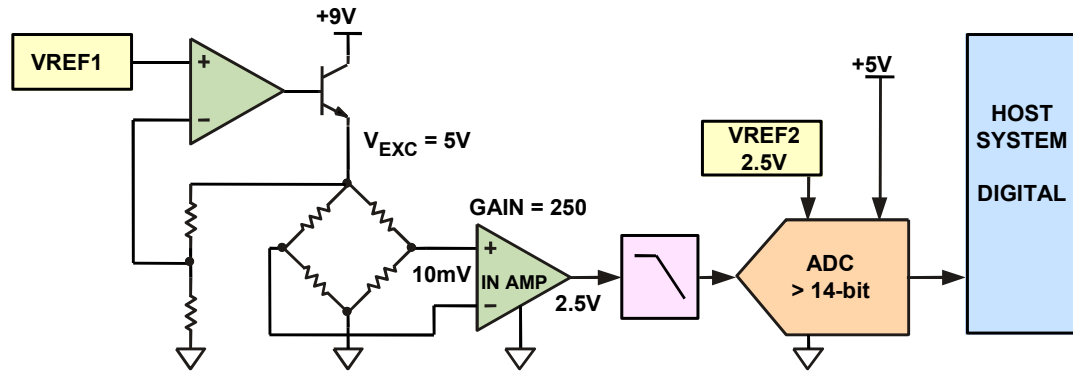 +9V
VREF1
+
−
V_EXC = 5V
+5V
VREF2
2.5V
HOST
SYSTEM
DIGITAL
GAIN = 250
+
−
10mV
IN AMP
2.5V
ADC
> 14-bit